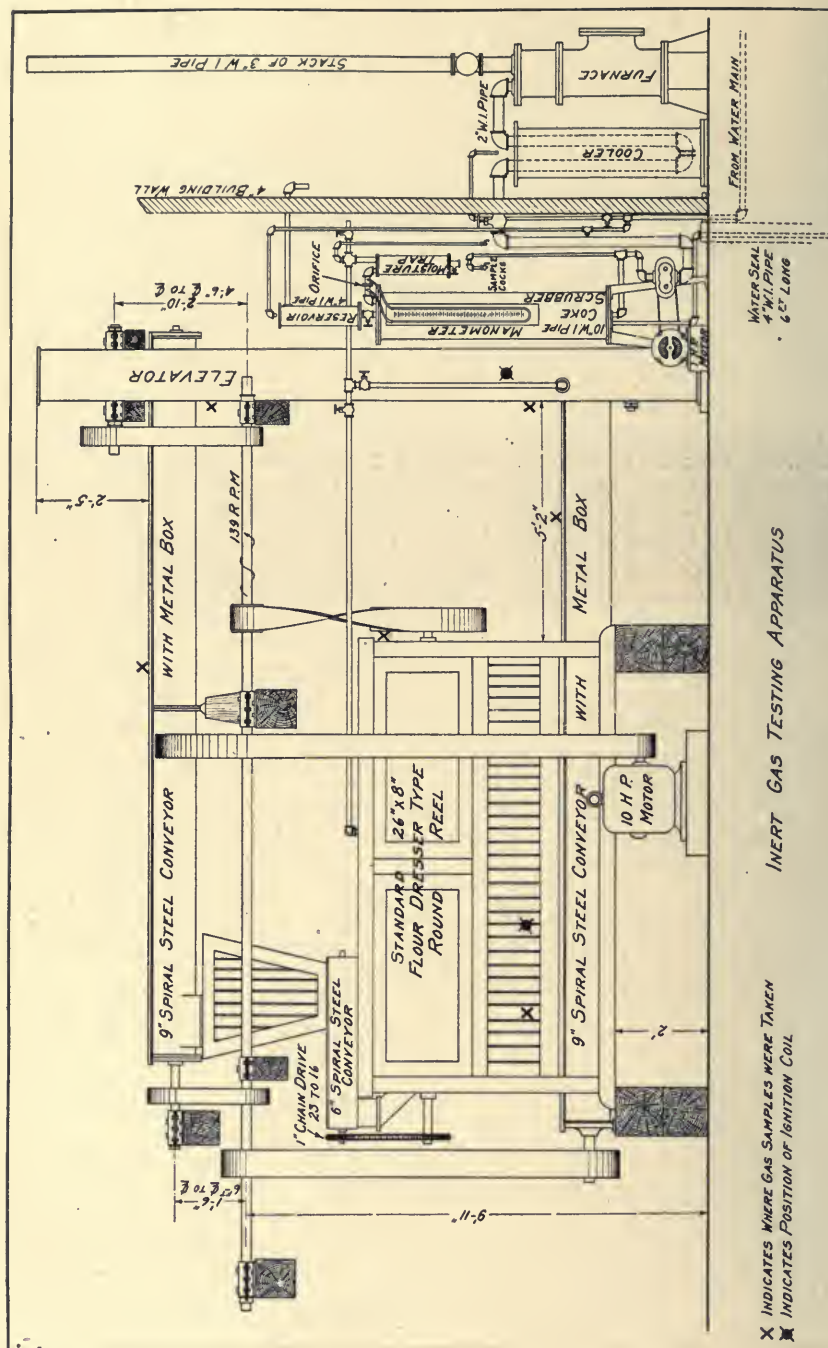 STACK OF 3" W I PIPE
FURNACE
2" W.I. PIPE
COOLER
FROM WATER MAIN
4" BUILDING WALL
WATER SEAL
4" W.I. PIPE
6 FT LONG
ORIFICE
MOISTURE
TRAP
SAMPLE
COCKS
RESERVOIR
4" W I PIPE
MANOMETER
10" W I PIPE
COKE
SCRUBBER
MOTOR
4'-6" ₵ TO ₵
2'-10"
ELEVATOR
2'-5"
139 R P.M
5'-2"
9" SPIRAL STEEL CONVEYOR WITH METAL BOX
STANDARD 26" x 8"
FLOUR DRESSER TYPE
ROUND REEL
6" SPIRAL STEEL
CONVEYOR
1" CHAIN DRIVE
23 TO 16
9" SPIRAL STEEL CONVEYOR WITH METAL BOX
10 H P.
MOTOR
2'
1'-6"
6 FT ₵ TO ₵
9'-11"
X INDICATES WHERE GAS SAMPLES WERE TAKEN
INDICATES POSITION OF IGNITION COIL
INERT GAS TESTING APPARATUS